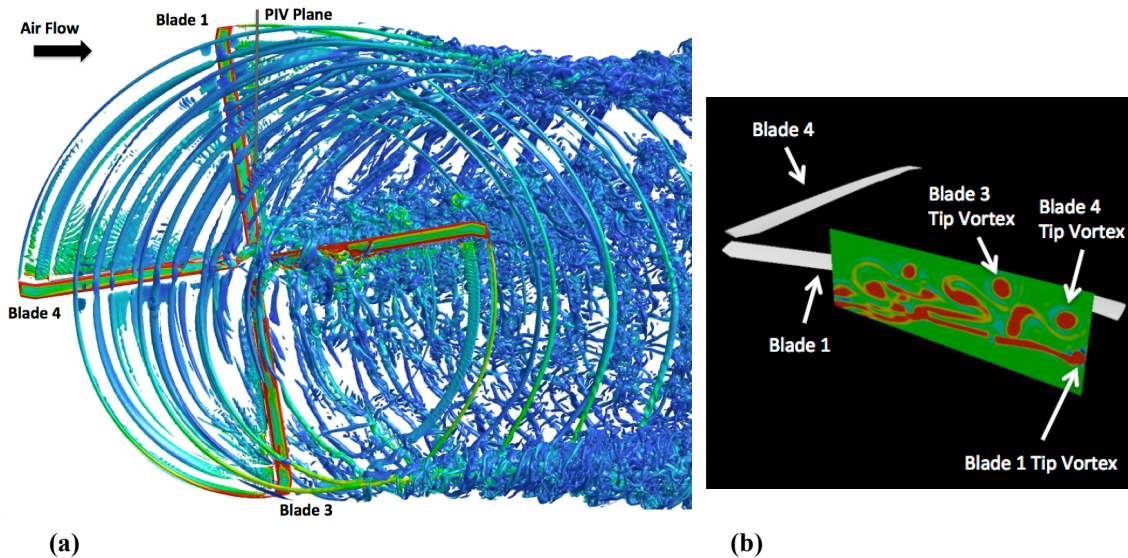 Blade 1
PIV Plane
Air Flow
Blade 4
Blade 3
(a)
Blade 4
Blade 3
Tip Vortex
Blade 4
Tip Vortex
Blade 1
Blade 1 Tip Vortex
(b)